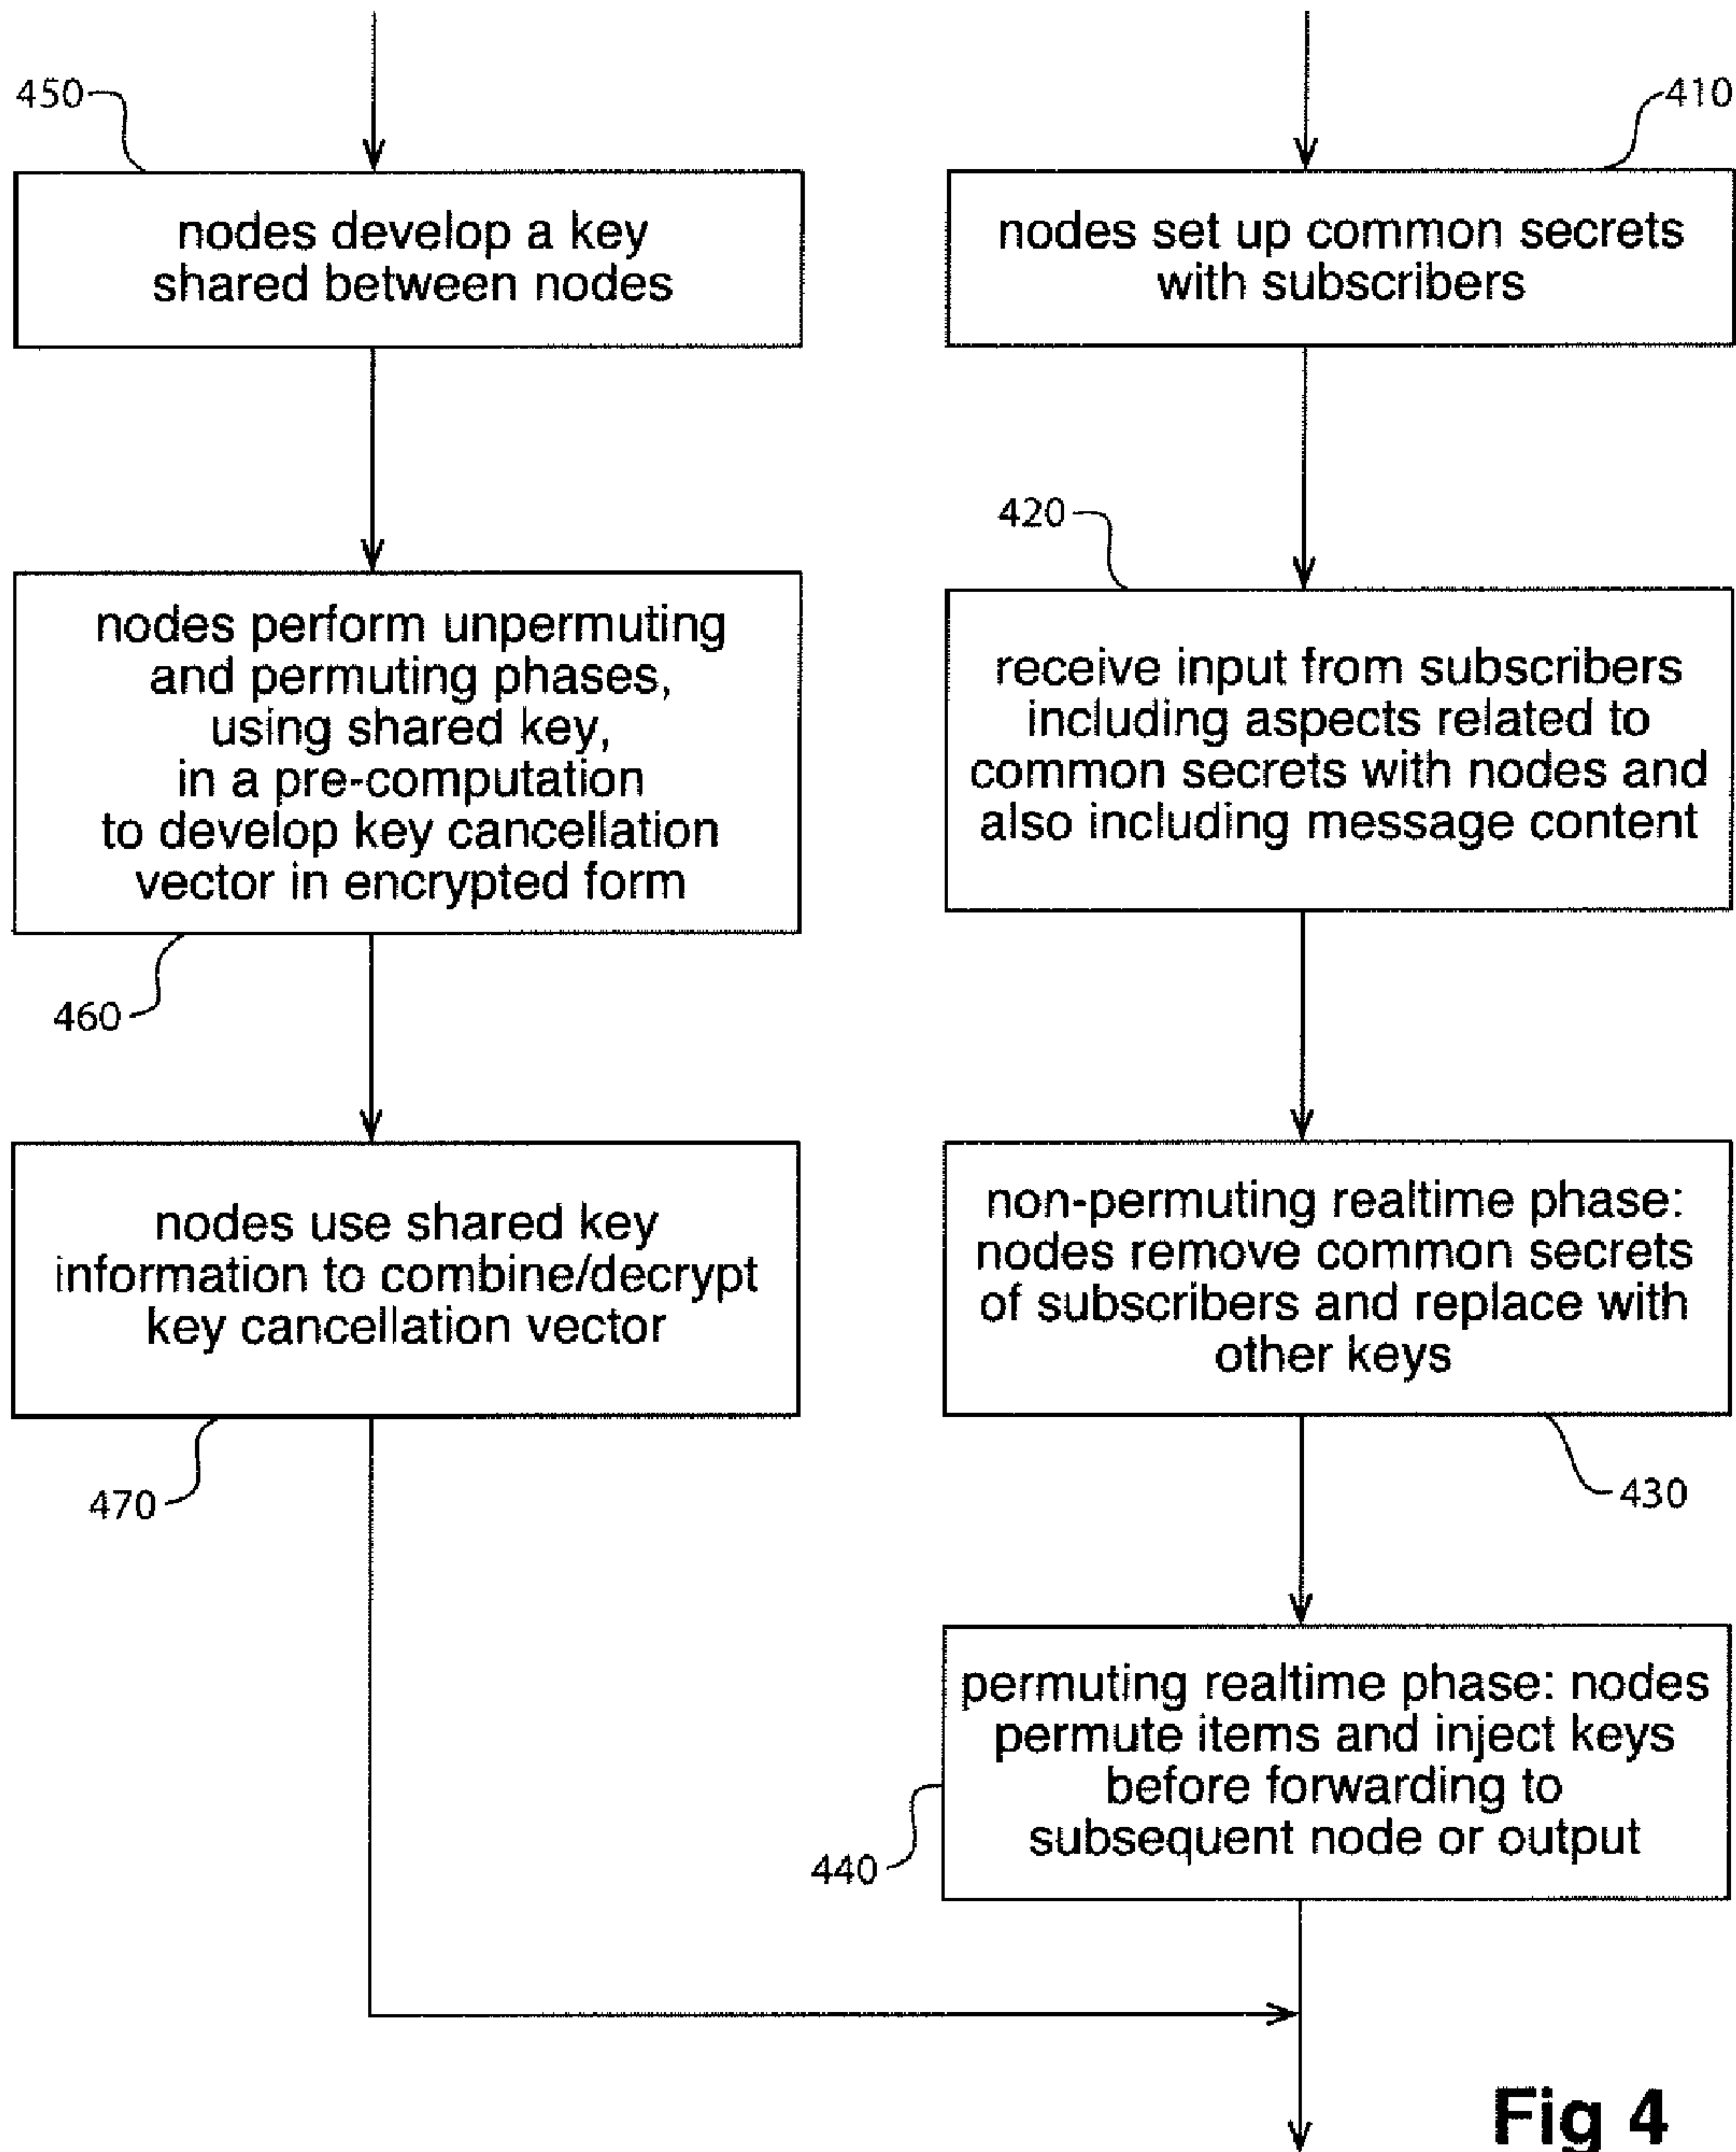 450
nodes develop a key
shared between nodes
410
nodes set up common secrets
with subscribers
nodes perform unpermuting
and permuting phases,
using shared key,
in a pre-computation
to develop key cancellation
vector in encrypted form
460
420
receive input from subscribers
including aspects related to
common secrets with nodes and
also including message content
nodes use shared key
information to combine/decrypt
key cancellation vector
470
non-permuting realtime phase:
nodes remove common secrets
of subscribers and replace with
other keys
430
permuting realtime phase: nodes
permute items and inject keys
before forwarding to
subsequent node or output
440
Fig 4